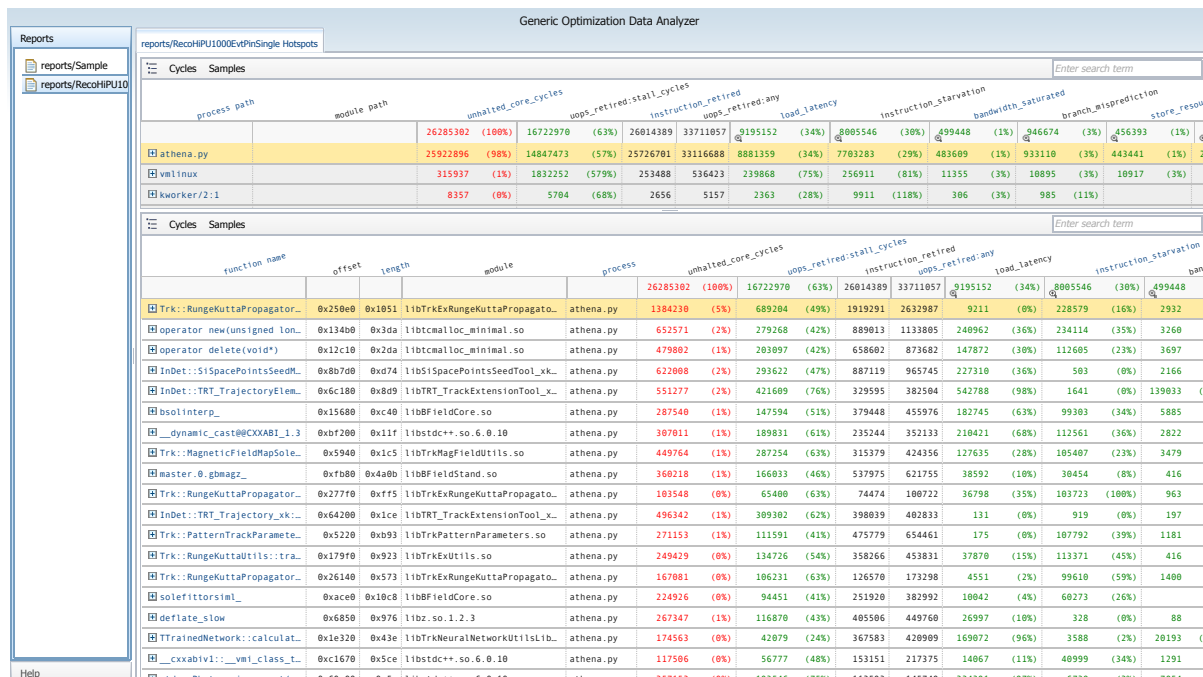 Generic Optimization Data Analyzer
Reports
reports/Sample
reports/RecoHiPU10
Help
reports/RecoHiPU1000EvtPinSingle Hotspots
Cycles Samples Enter search term
process path module path unhalted_core_cycles uops_retired:stall_cycles instruction_retired uops_retired:any load_latency instruction_starvation bandwidth_saturated branch_misprediction store_resou
26285302 (100%) 16722970 (63%) 26014389 33711057 9195152 (34%) 8005546 (30%) 499448 (1%) 946674 (3%) 456393 (1%)
athena.py 25922896 (98%) 14847473 (57%) 25726701 33116688 8881359 (34%) 7703283 (29%) 483609 (1%) 933110 (3%) 443441 (1%)
vmlinux 315937 (1%) 1832252 (579%) 253488 536423 239868 (75%) 256911 (81%) 11355 (3%) 10895 (3%) 10917 (3%)
kworker/2:1 8357 (0%) 5704 (68%) 2656 5157 2363 (28%) 9911 (118%) 306 (3%) 985 (11%)
Cycles Samples Enter search term
function name offset length module process unhalted_core_cycles uops_retired:stall_cycles instruction_retired uops_retired:any load_latency instruction_starvation ban
26285302 (100%) 16722970 (63%) 26014389 33711057 9195152 (34%) 8005546 (30%) 499448
Trk::RungeKuttaPropagator… 0x250e0 0x1051 libTrkExRungeKuttaPropagato… athena.py 1384230 (5%) 689204 (49%) 1919291 2632987 9211 (0%) 228579 (16%) 2932
operator new(unsigned lon… 0x134b0 0x3da libtcmalloc_minimal.so athena.py 652571 (2%) 279268 (42%) 889013 1133805 240962 (36%) 234114 (35%) 3260
operator delete(void*) 0x12c10 0x2da libtcmalloc_minimal.so athena.py 479802 (1%) 203097 (42%) 658602 873682 147872 (30%) 112605 (23%) 3697
InDet::SiSpacePointsSeedM… 0x8b7d0 0xd74 libSiSpacePointsSeedTool_xk… athena.py 622008 (2%) 293622 (47%) 887119 965745 227310 (36%) 503 (0%) 2166
InDet::TRT_TrajectoryElem… 0x6c180 0x8d9 libTRT_TrackExtensionTool_x… athena.py 551277 (2%) 421609 (76%) 329595 382504 542788 (98%) 1641 (0%) 139033 (
bsolinterp_ 0x15680 0xc40 libBFieldCore.so athena.py 287540 (1%) 147594 (51%) 379448 455976 182745 (63%) 99303 (34%) 5885
__dynamic_cast@@CXXABI_1.3 0xbf200 0x11f libstdc++.so.6.0.10 athena.py 307011 (1%) 189831 (61%) 235244 352133 210421 (68%) 112561 (36%) 2822
Trk::MagneticFieldMapSole… 0x5940 0x1c5 libTrkMagFieldUtils.so athena.py 449764 (1%) 287254 (63%) 315379 424356 127635 (28%) 105407 (23%) 3479
master.0.gbmagz_ 0xfb80 0x4a0b libBFieldStand.so athena.py 360218 (1%) 166033 (46%) 537975 621755 38592 (10%) 30454 (8%) 416
Trk::RungeKuttaPropagator… 0x277f0 0xff5 libTrkExRungeKuttaPropagato… athena.py 103548 (0%) 65400 (63%) 74474 100722 36798 (35%) 103723 (100%) 963
InDet::TRT_Trajectory_xk:… 0x64200 0x1ce libTRT_TrackExtensionTool_x… athena.py 496342 (1%) 309302 (62%) 398039 402833 131 (0%) 919 (0%) 197
Trk::PatternTrackParamete… 0x5220 0xb93 libTrkPatternParameters.so athena.py 271153 (1%) 111591 (41%) 475779 654461 175 (0%) 107792 (39%) 1181
Trk::RungeKuttaUtils::tra… 0x179f0 0x923 libTrkExUtils.so athena.py 249429 (0%) 134726 (54%) 358266 453831 37870 (15%) 113371 (45%) 416
Trk::RungeKuttaPropagator… 0x26140 0x573 libTrkExRungeKuttaPropagato… athena.py 167081 (0%) 106231 (63%) 126570 173298 4551 (2%) 99610 (59%) 1400
solefittorsiml_ 0xace0 0x10c8 libBFieldCore.so athena.py 224926 (0%) 94451 (41%) 251920 382992 10042 (4%) 60273 (26%)
deflate_slow 0x6850 0x976 libz.so.1.2.3 athena.py 267347 (1%) 116870 (43%) 405506 449760 26997 (10%) 328 (0%) 88
TTrainedNetwork::calculat… 0x1e320 0x43e libTrkNeuralNetworkUtilsLib… athena.py 174563 (0%) 42079 (24%) 367583 420909 169072 (96%) 3588 (2%) 20193 (
__cxxabiv1::__vmi_class_t… 0xc1670 0x5ce libstdc++.so.6.0.10 athena.py 117506 (0%) 56777 (48%) 153151 217375 14067 (11%) 40999 (34%) 1291